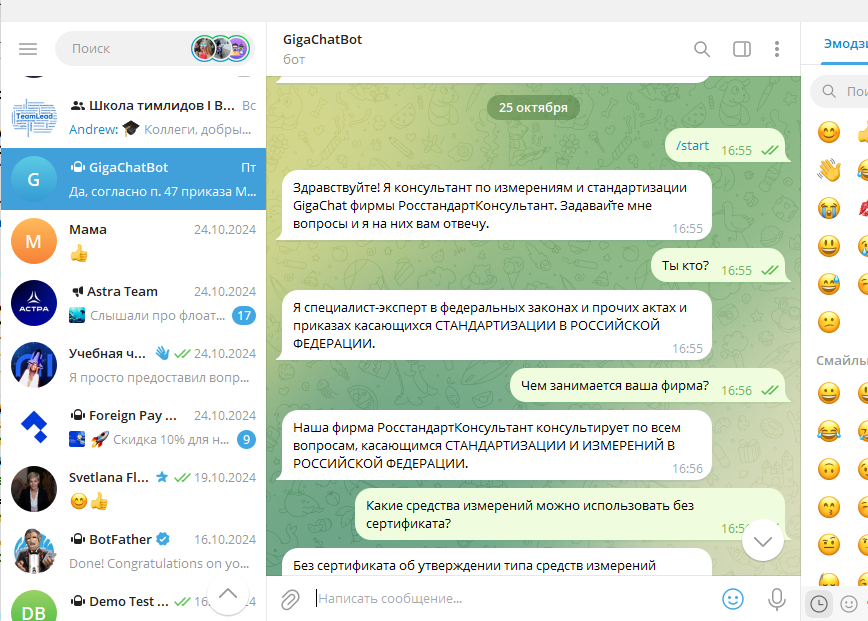 Поиск
Школа тимлидов I В... Вс
TeamLead
Andrew: 🎓 Коллеги, добры...
G
GigaChatBot Пт
Да, согласно п. 47 приказа М...
М
Мама 24.10.2024
👍
АСТРА
Astra Team 24.10.2024
Слышали про флоат... 17
Учебная ч... 👋 24.10.2024
Я просто предоставил вопр...
Foreign Pay ... 24.10.2024
🚀 Скидка 10% для н... 9
Svetlana Fl... 19.10.2024
😊👍
BotFather 16.10.2024
Done! Congratulations on yo...
DB
Demo Test ...
GigaChatBot
бот
25 октября
/start 16:55
Здравствуйте! Я консультант по измерениям и стандартизации
GigaChat фирмы РосстандартКонсультант. Задавайте мне
вопросы и я на них вам отвечу. 16:55
Ты кто? 16:55
Я специалист-эксперт в федеральных законах и прочих актах и
приказах касающихся СТАНДАРТИЗАЦИИ В РОССИЙСКОЙ
ФЕДЕРАЦИИ. 16:55
Чем занимается ваша фирма? 16:56
Наша фирма РосстандартКонсультант консультирует по всем
вопросам, касающимся СТАНДАРТИЗАЦИИ И ИЗМЕРЕНИЙ В
РОССИЙСКОЙ ФЕДЕРАЦИИ. 16:56
Какие средства измерений можно использовать без
сертификата?
Без сертификата об утверждении типа средств измерений
Написать сообщение...
Эмодзи
Пои
Смайлы